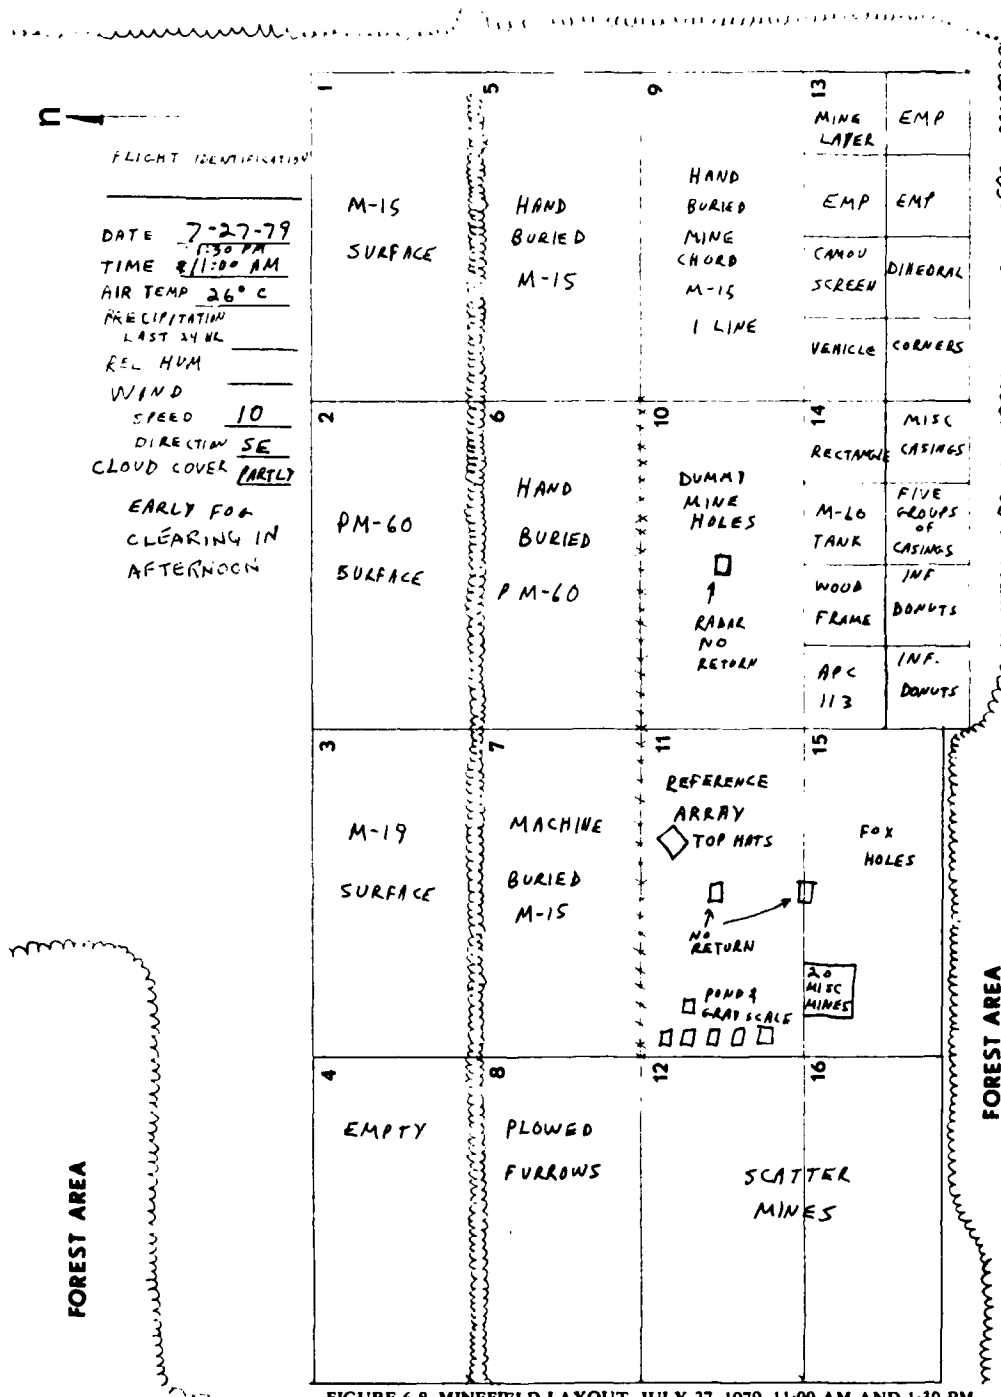 n
FLIGHT IDENTIFICATION
DATE 7-27-79
1:30 PM
TIME & 11:00 AM
AIR TEMP 26° C
PRECIPITATION
LAST 24 HR
REL HUM
WIND
SPEED 10
DIRECTION SE
CLOUD COVER PARTLY
EARLY FOG
CLEARING IN
AFTERNOON
1
M-15
SURFACE
5
HAND
BURIED
M-15
9
HAND
BURIED
MINE
CHORD
M-15
1 LINE
13
MINE
LAYER
EMP
EMP
EMP
CAMOU
SCREEN
DIHEDRAL
VEHICLE
CORNERS
2
PM-60
SURFACE
6
HAND
BURIED
PM-60
10
DUMMY
MINE
HOLES
RADAR
NO
RETURN
14
RECTANGLE
MISC
CASINGS
M-60
TANK
FIVE
GROUPS
OF
CASINGS
WOOD
FRAME
INF
DONUTS
APC
113
INF.
DONUTS
3
M-19
SURFACE
7
MACHINE
BURIED
M-15
11
REFERENCE
ARRAY
TOP HATS
NO
RETURN
POND &
GRAY SCALE
15
FOX
HOLES
20
MISC
MINES
4
EMPTY
8
PLOWED
FURROWS
12
16
SCATTER
MINES
FOREST AREA
FOREST AREA
FIGURE 6-8. MINEFIELD LAYOUT, JULY 27, 1979, 11:00 AM AND 1:30 PM